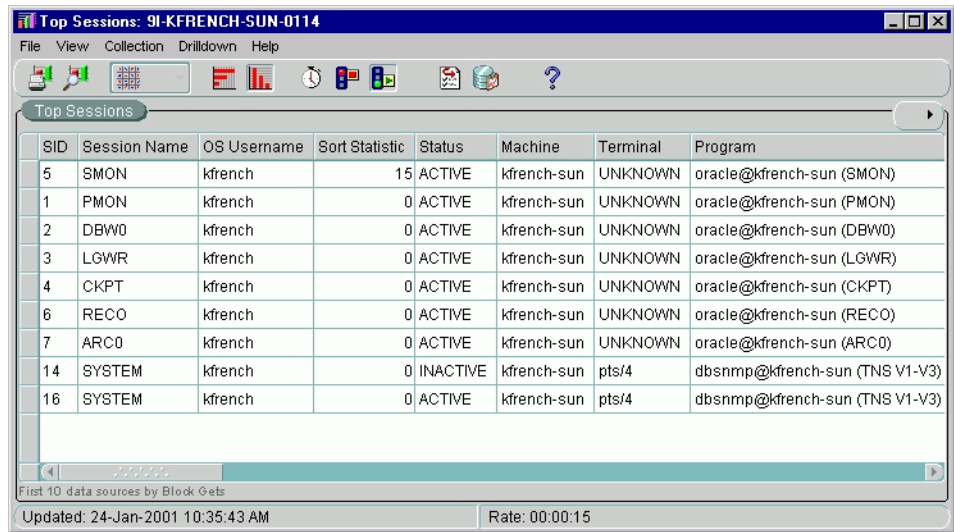 Top Sessions: 9I-KFRENCH-SUN-0114
File View Collection Drilldown Help
Top Sessions
SID Session Name OS Username Sort Statistic Status Machine Terminal Program
5 SMON kfrench 15 ACTIVE kfrench-sun UNKNOWN oracle@kfrench-sun (SMON)
1 PMON kfrench 0 ACTIVE kfrench-sun UNKNOWN oracle@kfrench-sun (PMON)
2 DBW0 kfrench 0 ACTIVE kfrench-sun UNKNOWN oracle@kfrench-sun (DBW0)
3 LGWR kfrench 0 ACTIVE kfrench-sun UNKNOWN oracle@kfrench-sun (LGWR)
4 CKPT kfrench 0 ACTIVE kfrench-sun UNKNOWN oracle@kfrench-sun (CKPT)
6 RECO kfrench 0 ACTIVE kfrench-sun UNKNOWN oracle@kfrench-sun (RECO)
7 ARC0 kfrench 0 ACTIVE kfrench-sun UNKNOWN oracle@kfrench-sun (ARC0)
14 SYSTEM kfrench 0 INACTIVE kfrench-sun pts/4 dbsnmp@kfrench-sun (TNS V1-V3)
16 SYSTEM kfrench 0 ACTIVE kfrench-sun pts/4 dbsnmp@kfrench-sun (TNS V1-V3)
First 10 data sources by Block Gets
Updated: 24-Jan-2001 10:35:43 AM Rate: 00:00:15